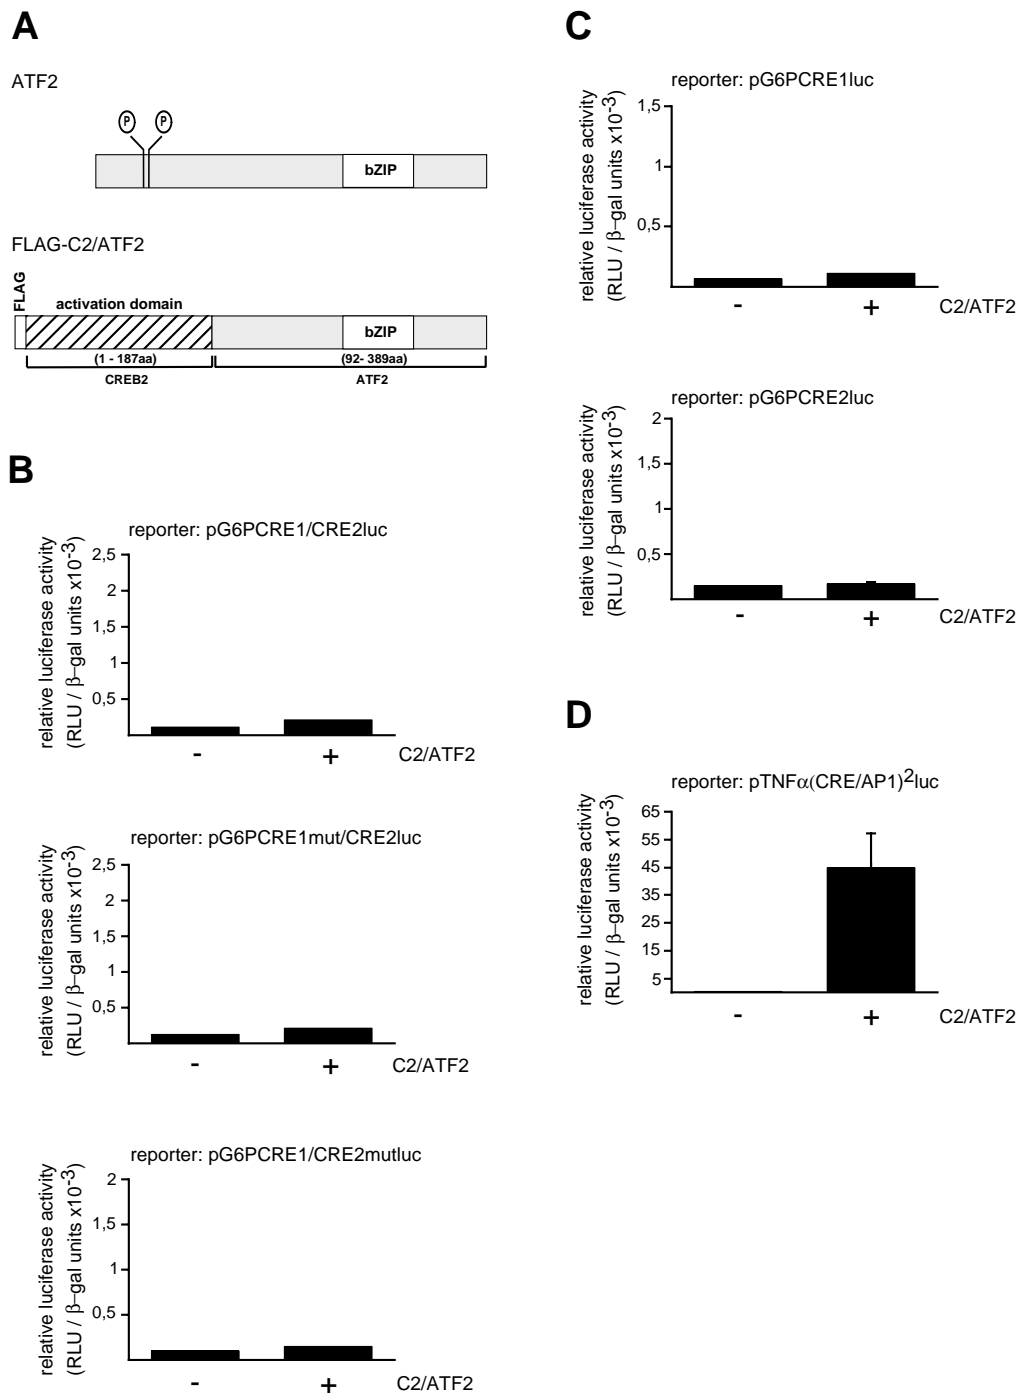 A
ATF2
P P
bZIP
FLAG-C2/ATF2
FLAG
activation domain
bZIP
(1 - 187aa)
(92- 389aa)
CREB2
ATF2
B
reporter: pG6PCRE1/CRE2luc
relative luciferase activity
(RLU / β–gal units x10-3)
2,5
2
1,5
1
0,5
- + C2/ATF2
reporter: pG6PCRE1mut/CRE2luc
relative luciferase activity
(RLU / β–gal units x10-3)
2,5
2
1,5
1
0,5
- + C2/ATF2
reporter: pG6PCRE1/CRE2mutluc
relative luciferase activity
(RLU / β–gal units x10-3)
2
1,5
1
0,5
- + C2/ATF2
C
reporter: pG6PCRE1luc
relative luciferase activity
(RLU / β–gal units x10-3)
1,5
1
0,5
- + C2/ATF2
reporter: pG6PCRE2luc
relative luciferase activity
(RLU / β–gal units x10-3)
2
1,5
1
0,5
- + C2/ATF2
D
reporter: pTNFα(CRE/AP1)2luc
relative luciferase activity
(RLU / β–gal units x10-3)
65
55
45
35
25
15
5
- + C2/ATF2